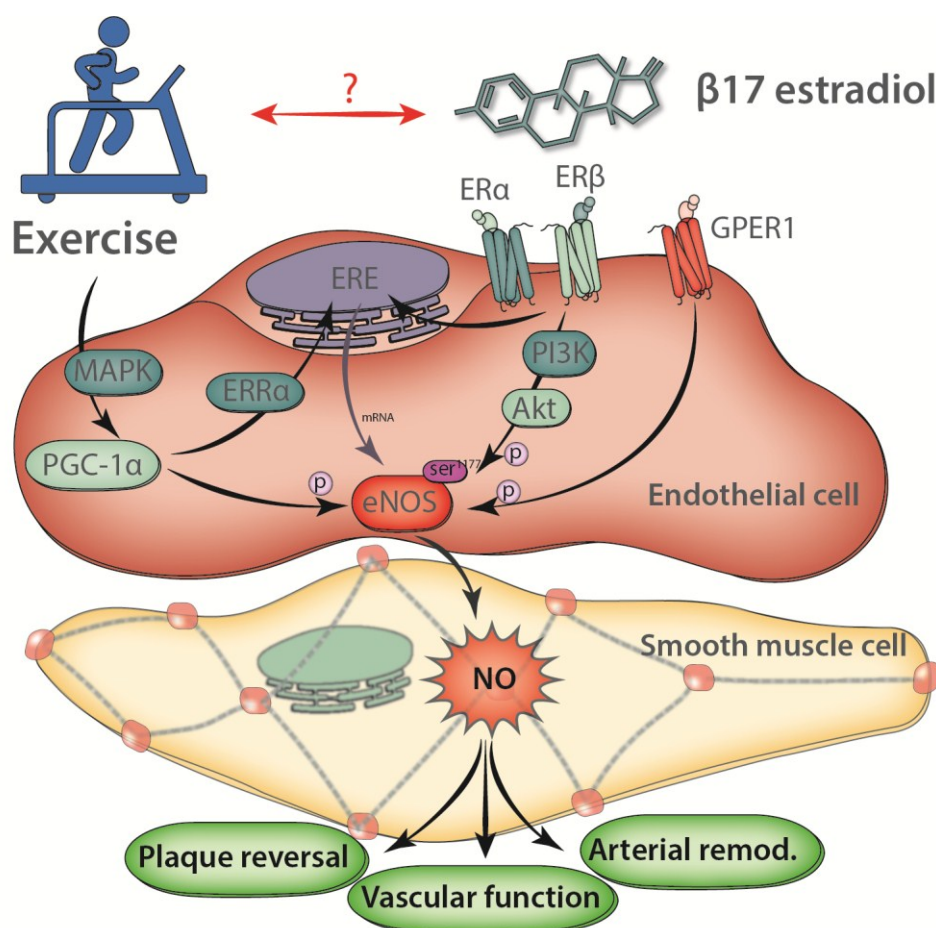 ?
β17 estradiol
Exercise
ERα
ERβ
GPER1
ERE
MAPK
ERRα
PI3K
Akt
mRNA
PGC-1α
p
p
p
ser1177
eNOS
Endothelial cell
Smooth muscle cell
NO
Plaque reversal
Vascular function
Arterial remod.